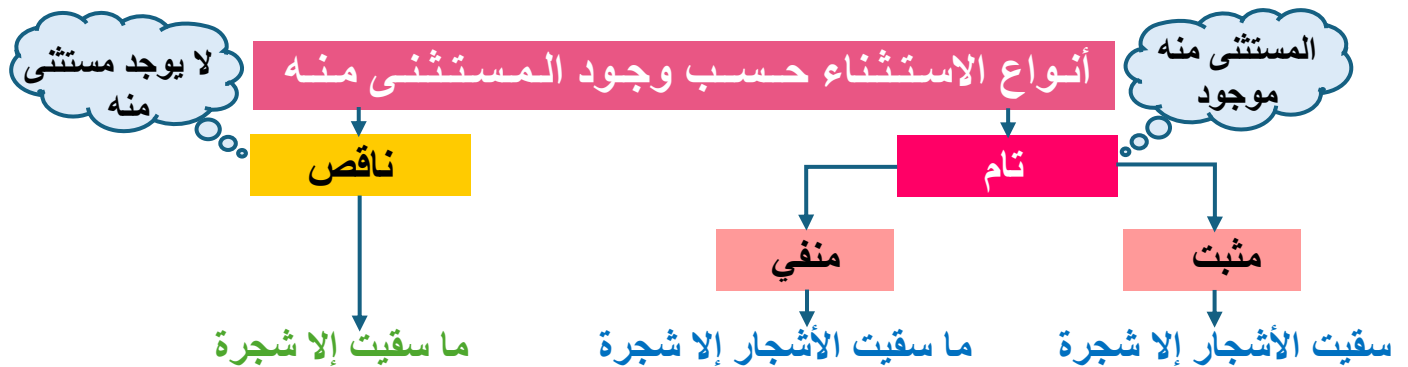 أنواع الاستثناء حسب وجود المستثنى منه
المستثنى منه
موجود
لا يوجد مستثنى
منه
تام
ناقص
مثبت
منفي
سقيت الأشجار إلا شجرة
ما سقيت الأشجار إلا شجرة
ما سقيت إلا شجرة